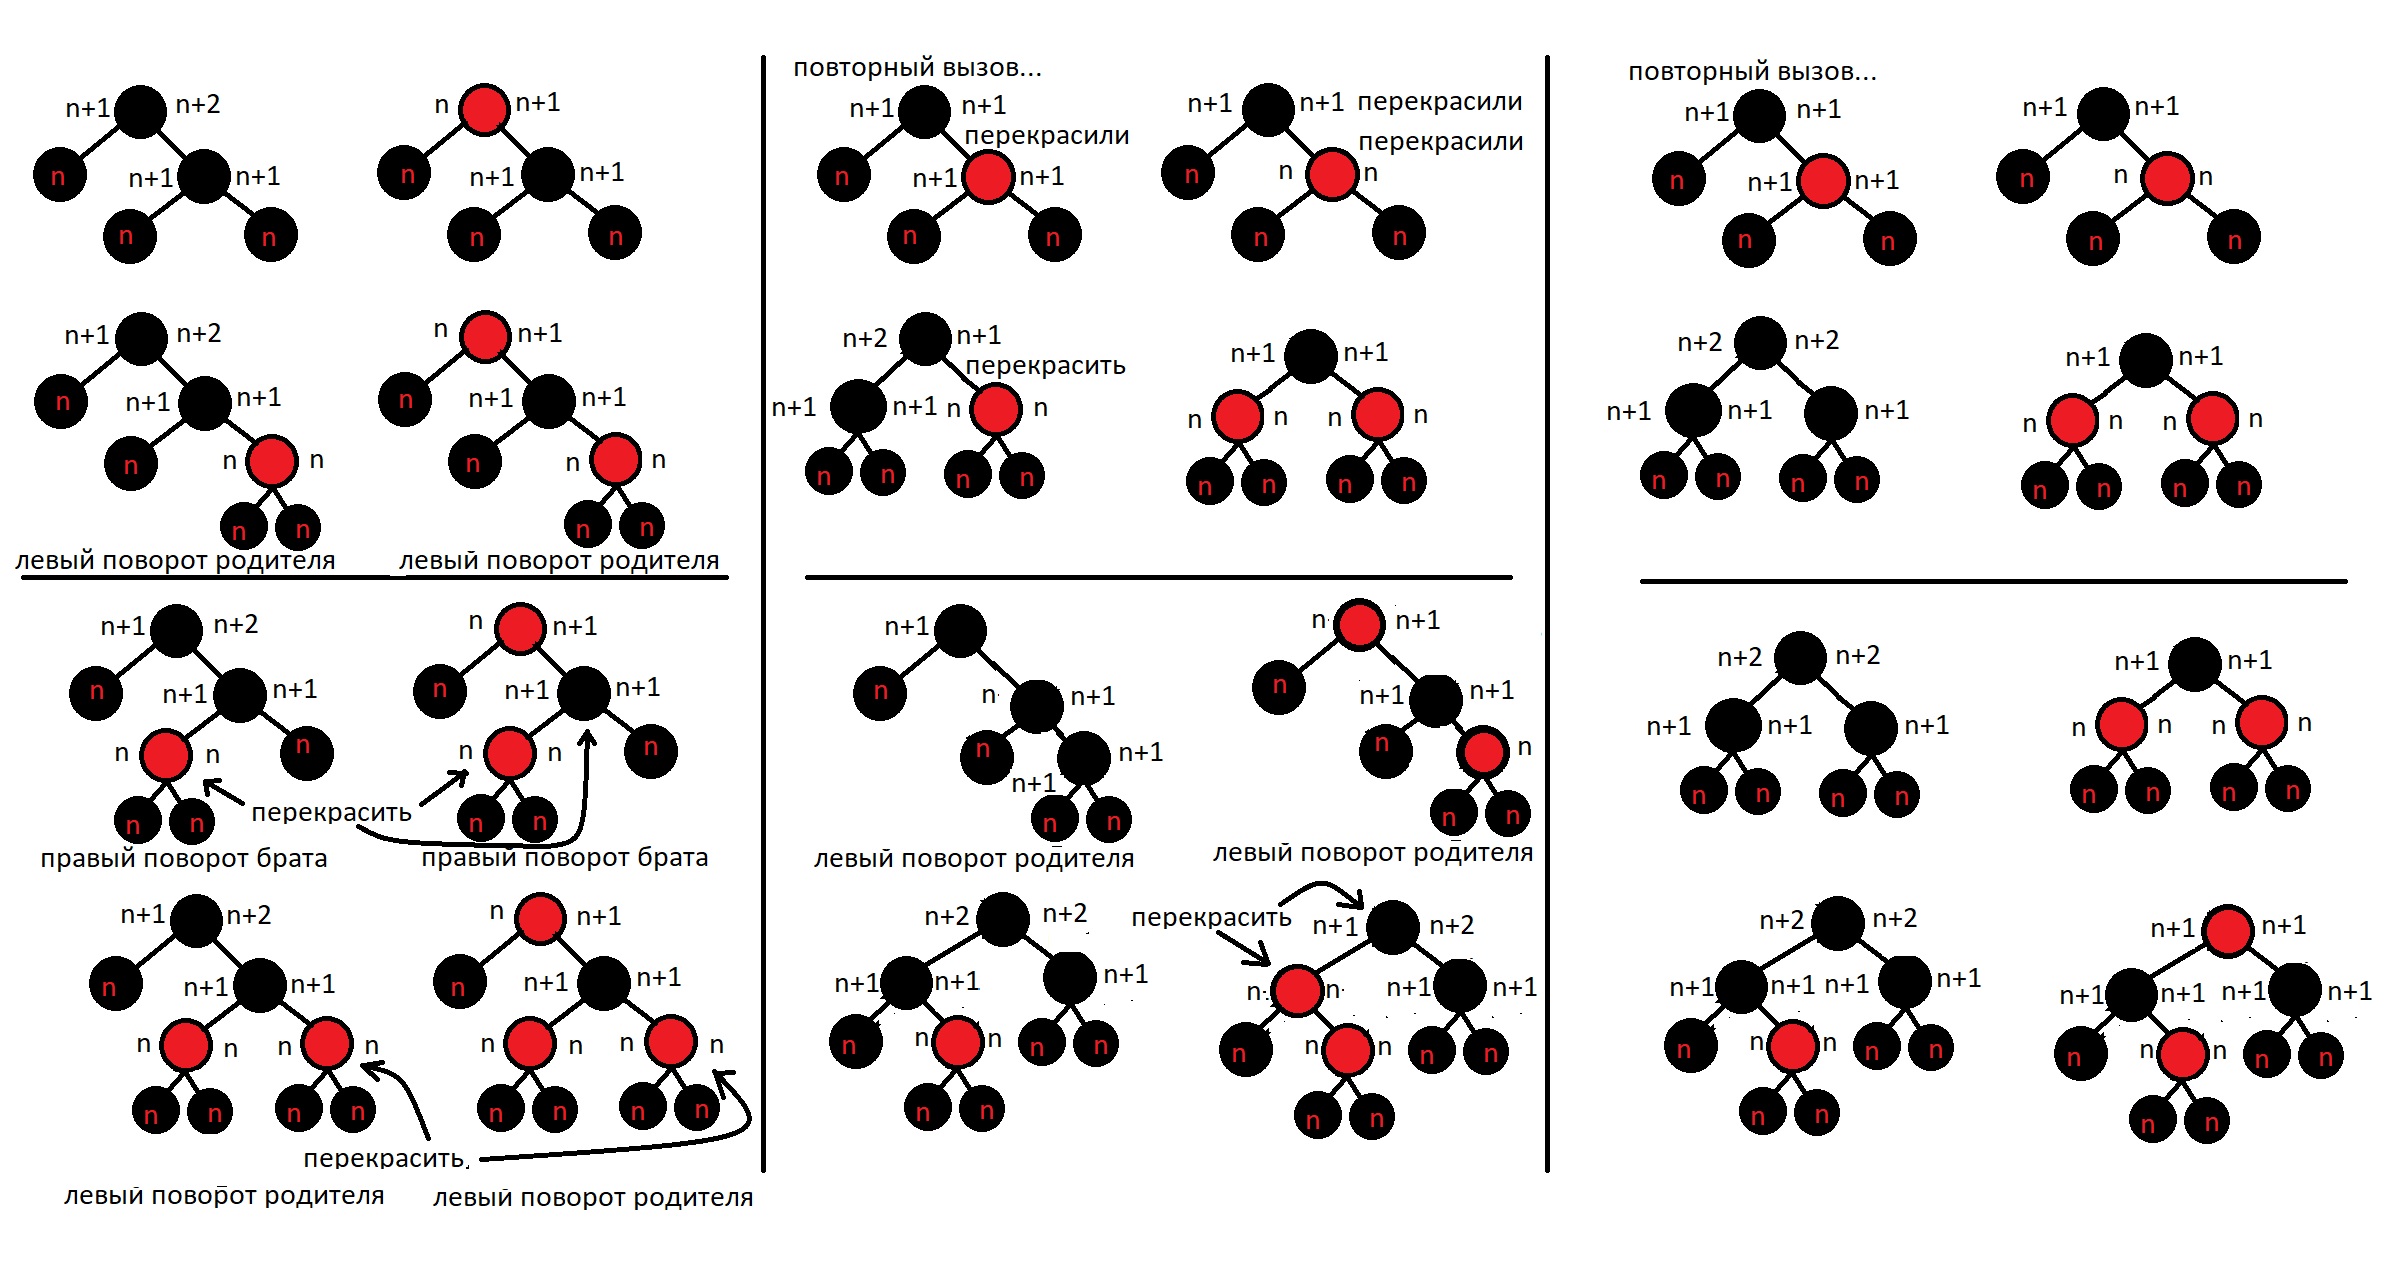 повторный вызов...
повторный вызов...
n+1 n+2 n n+1 n+1 n+1 перекрасили n+1 n+1 перекрасили n+1 n+1 n+1 n+1
перекрасили
n n+1 n+1 n n+1 n+1 n n+1 n+1 n n n n n+1 n+1 n n n
n n n n n n n n n n n n
n+1 n+2 n n+1 n+2 n+1 n+1 n+1 n+2 n+2 n+1 n+1
перекрасить
n n+1 n+1 n n+1 n+1 n+1 n+1 n n n n n n n+1 n+1 n+1 n n n n
n n n n n n n n n n n n n n n n n n n n n n
n n n n
левый поворот родителя левый поворот родителя
n+1 n+2 n n+1 n+1 n n+1 n+2 n+2 n+1 n+1
n n+1 n+1 n n+1 n+1 n n n+1 n n+1 n+1 n+1 n+1 n+1 n n n n
n n n n n n n n+1 n n
n+1
перекрасить
n n n n n n n n n n n n n n n n
правый поворот брата правый поворот брата левый поворот родителя левый поворот родителя
n+1 n+2 n n+1 n+2 n+2 перекрасить n+1 n+2 n+2 n+2 n+1 n+1
n n+1 n+1 n n+1 n+1 n+1 n+1 n+1 n n n+1 n+1 n+1 n+1 n+1 n+1 n+1 n+1 n+1 n+1
n n n n n n n n n n n n n n n n n n n n n n n n n n n n
n n n n n n n n n n n n n n n n
перекрасить
левый поворот родителя левый поворот родителя